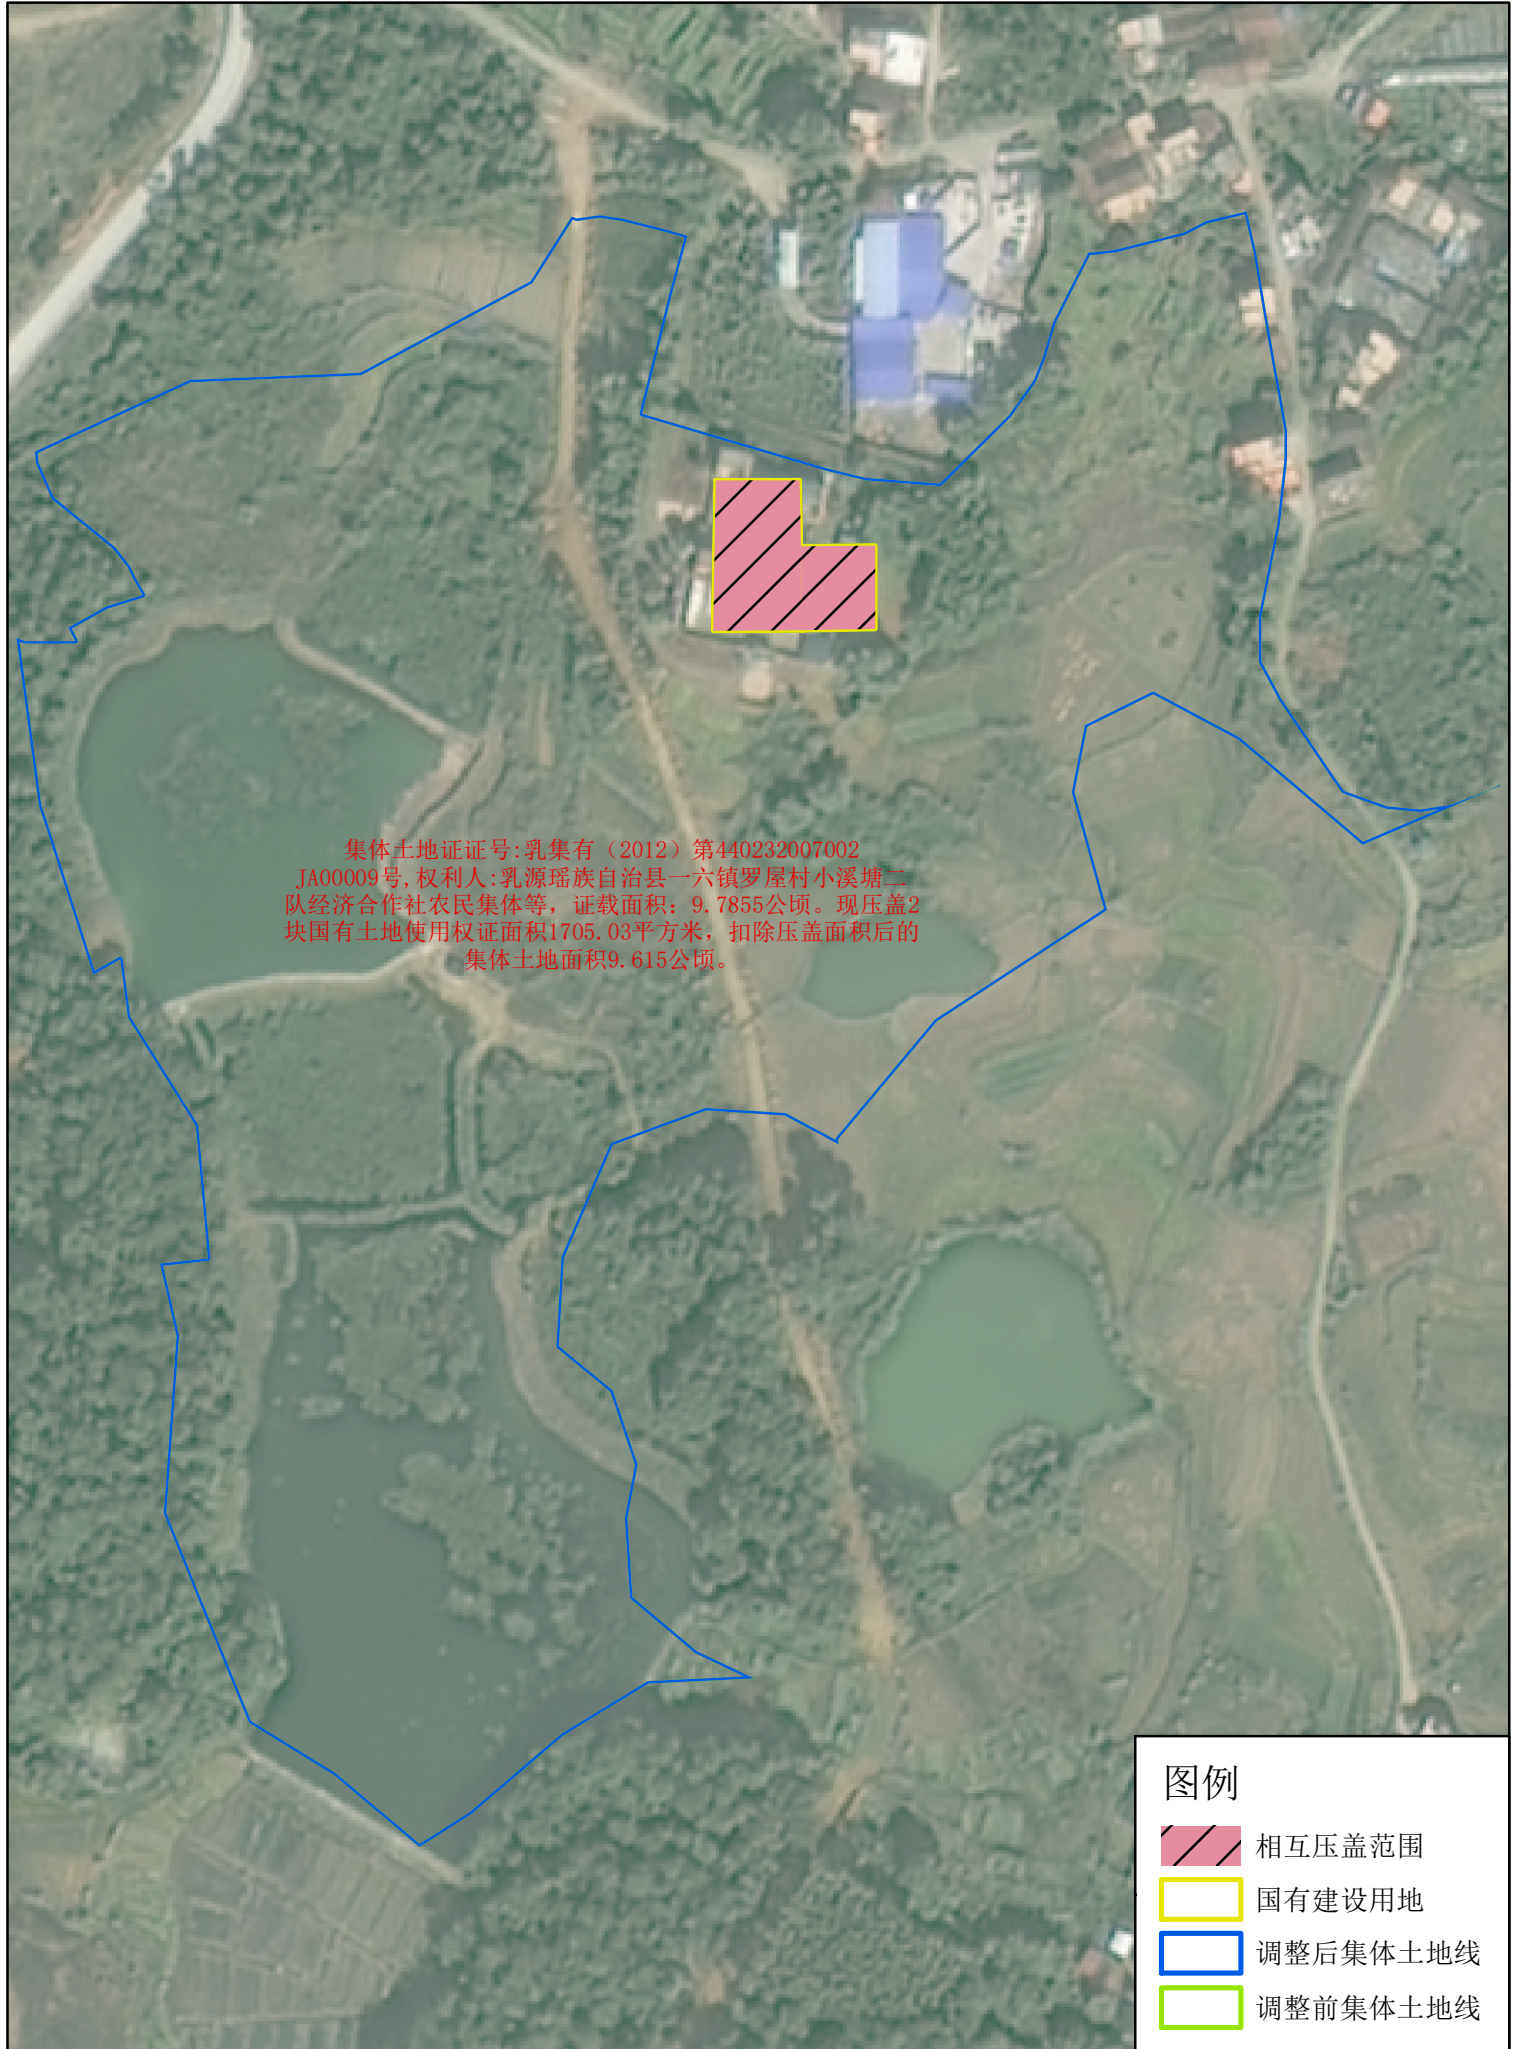 集体土地证证号:乳集有（2012）第440232007002
JA00009号,权利人:乳源瑶族自治县一六镇罗屋村小溪塘二
队经济合作社农民集体等，证载面积：9.7855公顷。现压盖2
块国有土地使用权证面积1705.03平方米，扣除压盖面积后的
集体土地面积9.615公顷。
图例
相互压盖范围
国有建设用地
调整后集体土地线
调整前集体土地线